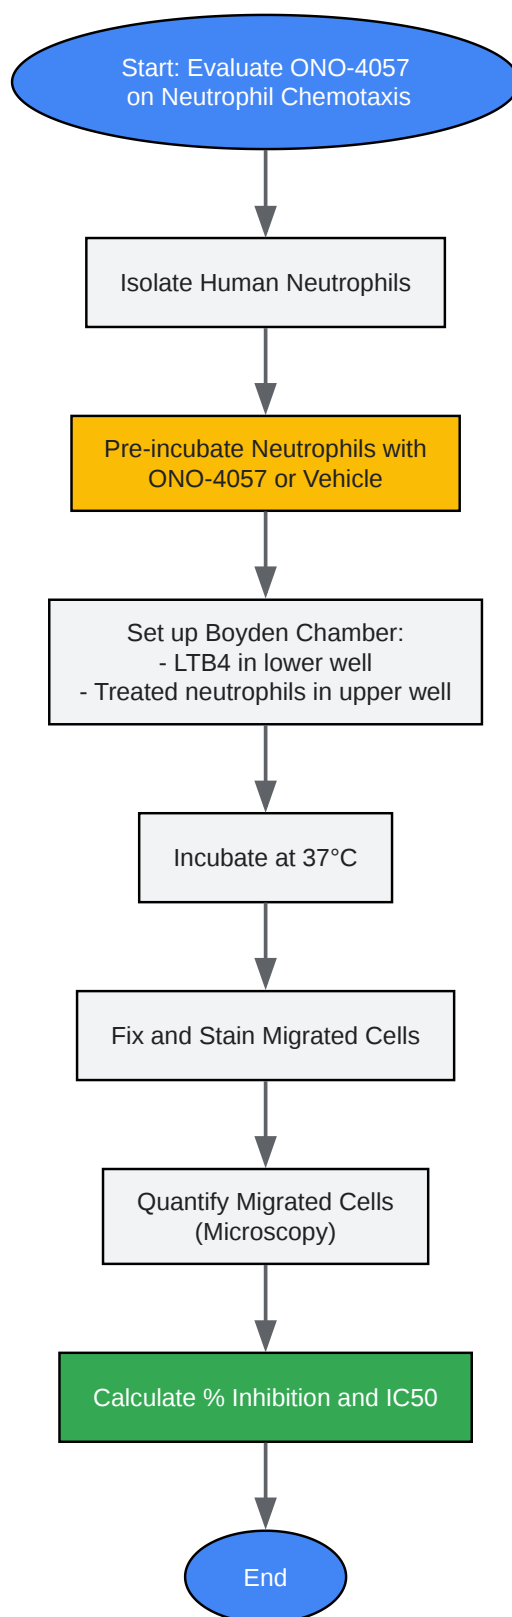 Start: Evaluate ONO-4057
on Neutrophil Chemotaxis
Isolate Human Neutrophils
Pre-incubate Neutrophils with
ONO-4057 or Vehicle
Set up Boyden Chamber:
- LTB4 in lower well
- Treated neutrophils in upper well
Incubate at 37°C
Fix and Stain Migrated Cells
Quantify Migrated Cells
(Microscopy)
Calculate % Inhibition and IC50
End